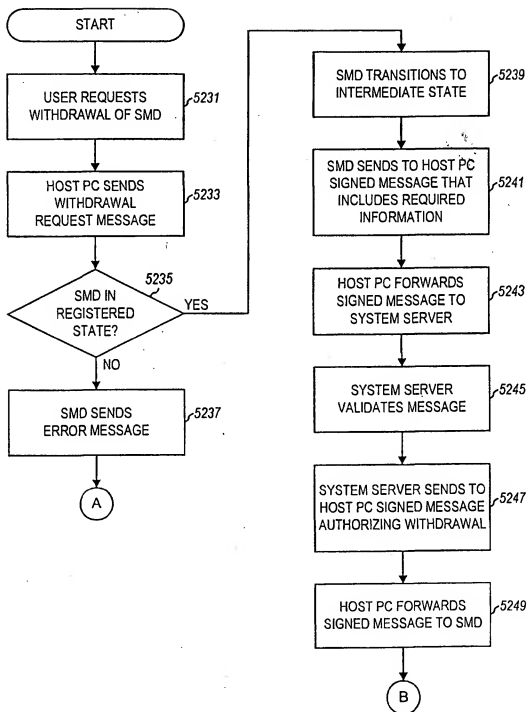 START
USER REQUESTS
WITHDRAWAL OF SMD
5231
HOST PC SENDS
WITHDRAWAL
REQUEST MESSAGE
5233
SMD IN
REGISTERED
STATE?
5235
YES
NO
SMD SENDS
ERROR MESSAGE
5237
A
SMD TRANSITIONS TO
INTERMEDIATE STATE
5239
SMD SENDS TO HOST PC
SIGNED MESSAGE THAT
INCLUDES REQUIRED
INFORMATION
5241
HOST PC FORWARDS
SIGNED MESSAGE TO
SYSTEM SERVER
5243
SYSTEM SERVER
VALIDATES MESSAGE
5245
SYSTEM SERVER SENDS TO
HOST PC SIGNED MESSAGE
AUTHORIZING WITHDRAWAL
5247
HOST PC FORWARDS
SIGNED MESSAGE TO SMD
5249
B